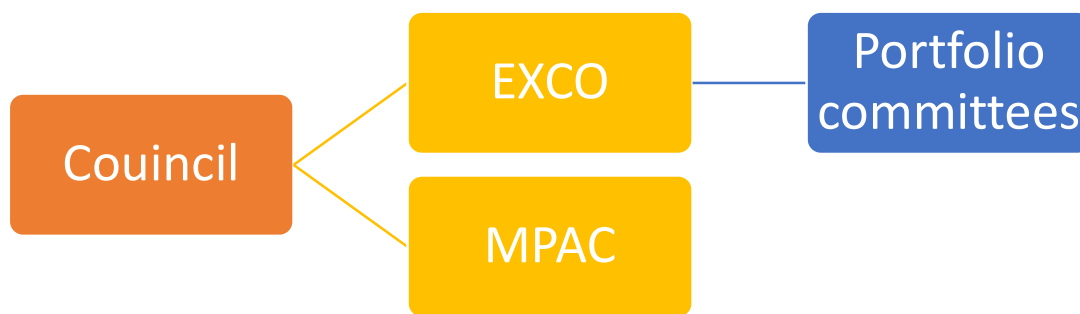 Couincil
EXCO
MPAC
Portfolio
committees